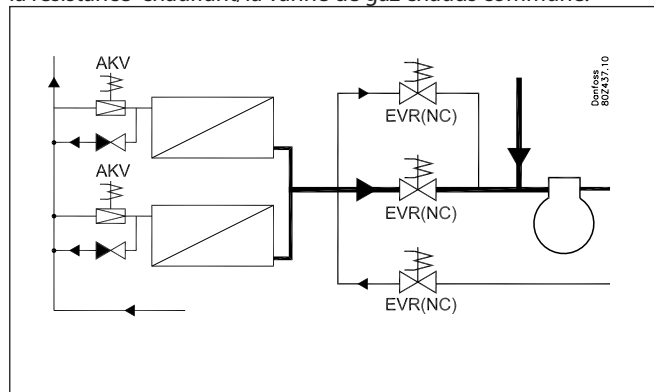 la résistance chauffant/la vanne de gaz chauds commune.
AKV
EVR(NC)
AKV
EVR(NC)
EVR(NC)
Danfoss
80Z437.10